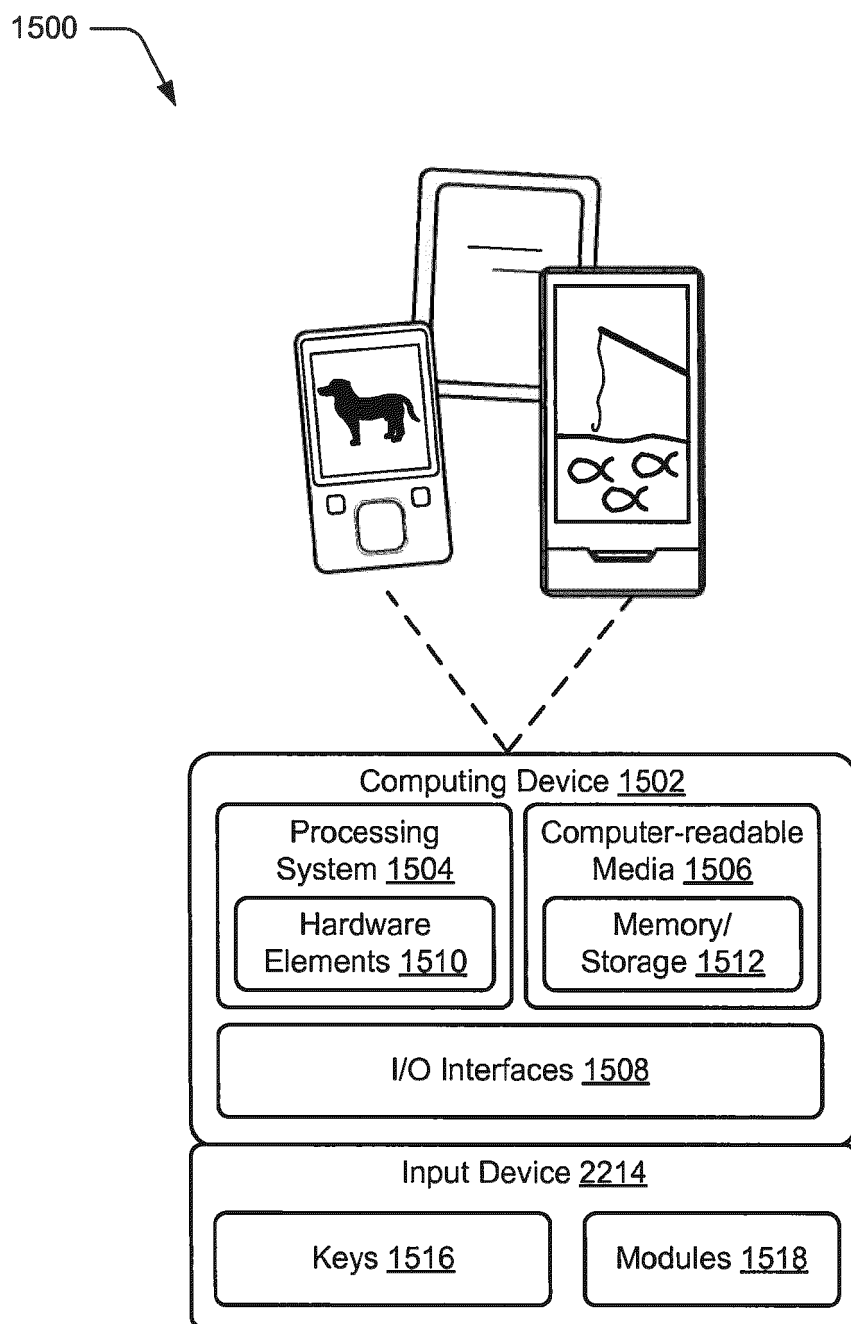 1500
Computing Device 1502
Processing
System 1504
Hardware
Elements 1510
Computer-readable
Media 1506
Memory/
Storage 1512
I/O Interfaces 1508
Input Device 2214
Keys 1516
Modules 1518